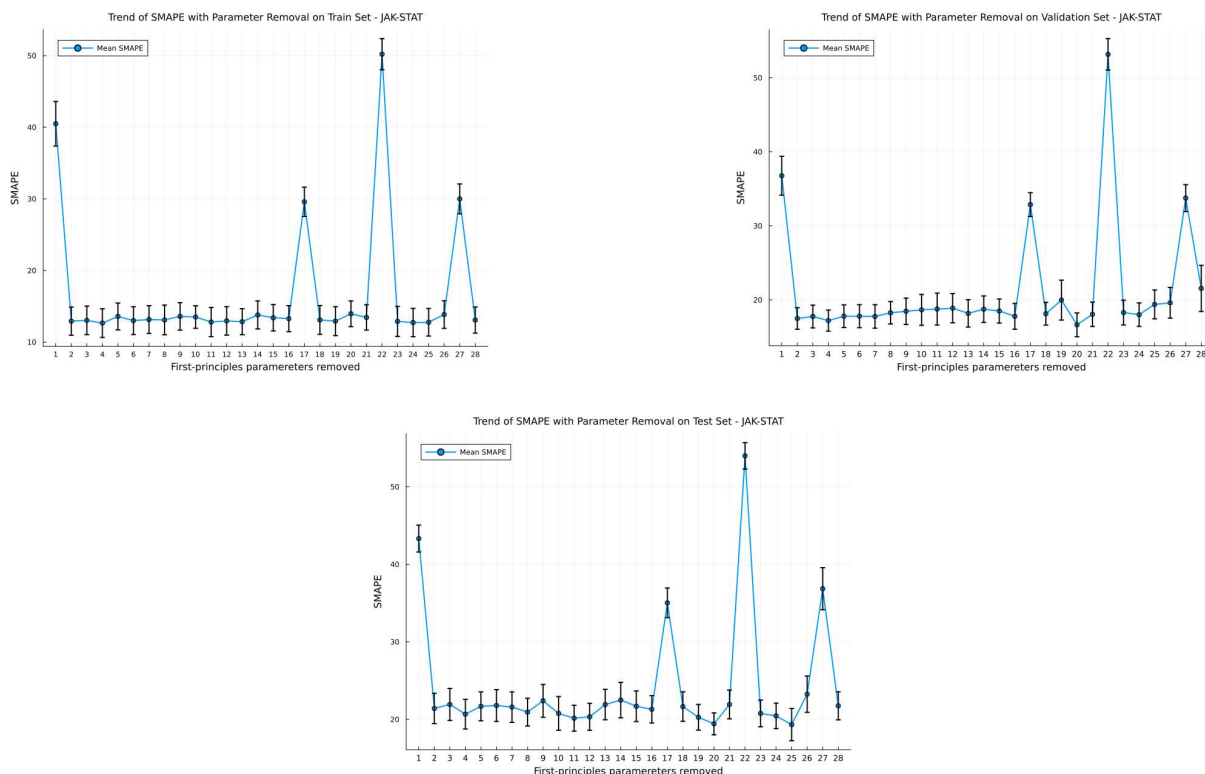 Trend of SMAPE with Parameter Removal on Train Set - JAK-STAT
Mean SMAPE
50
40
30
20
10
SMAPE
1 2 3 4 5 6 7 8 9 10 11 12 13 14 15 16 17 18 19 20 21 22 23 24 25 26 27 28
First-principles paramereters removed
Trend of SMAPE with Parameter Removal on Validation Set - JAK-STAT
Mean SMAPE
50
40
30
20
SMAPE
1 2 3 4 5 6 7 8 9 10 11 12 13 14 15 16 17 18 19 20 21 22 23 24 25 26 27 28
First-principles paramereters removed
Trend of SMAPE with Parameter Removal on Test Set - JAK-STAT
Mean SMAPE
50
40
30
20
SMAPE
1 2 3 4 5 6 7 8 9 10 11 12 13 14 15 16 17 18 19 20 21 22 23 24 25 26 27 28
First-principles paramereters removed